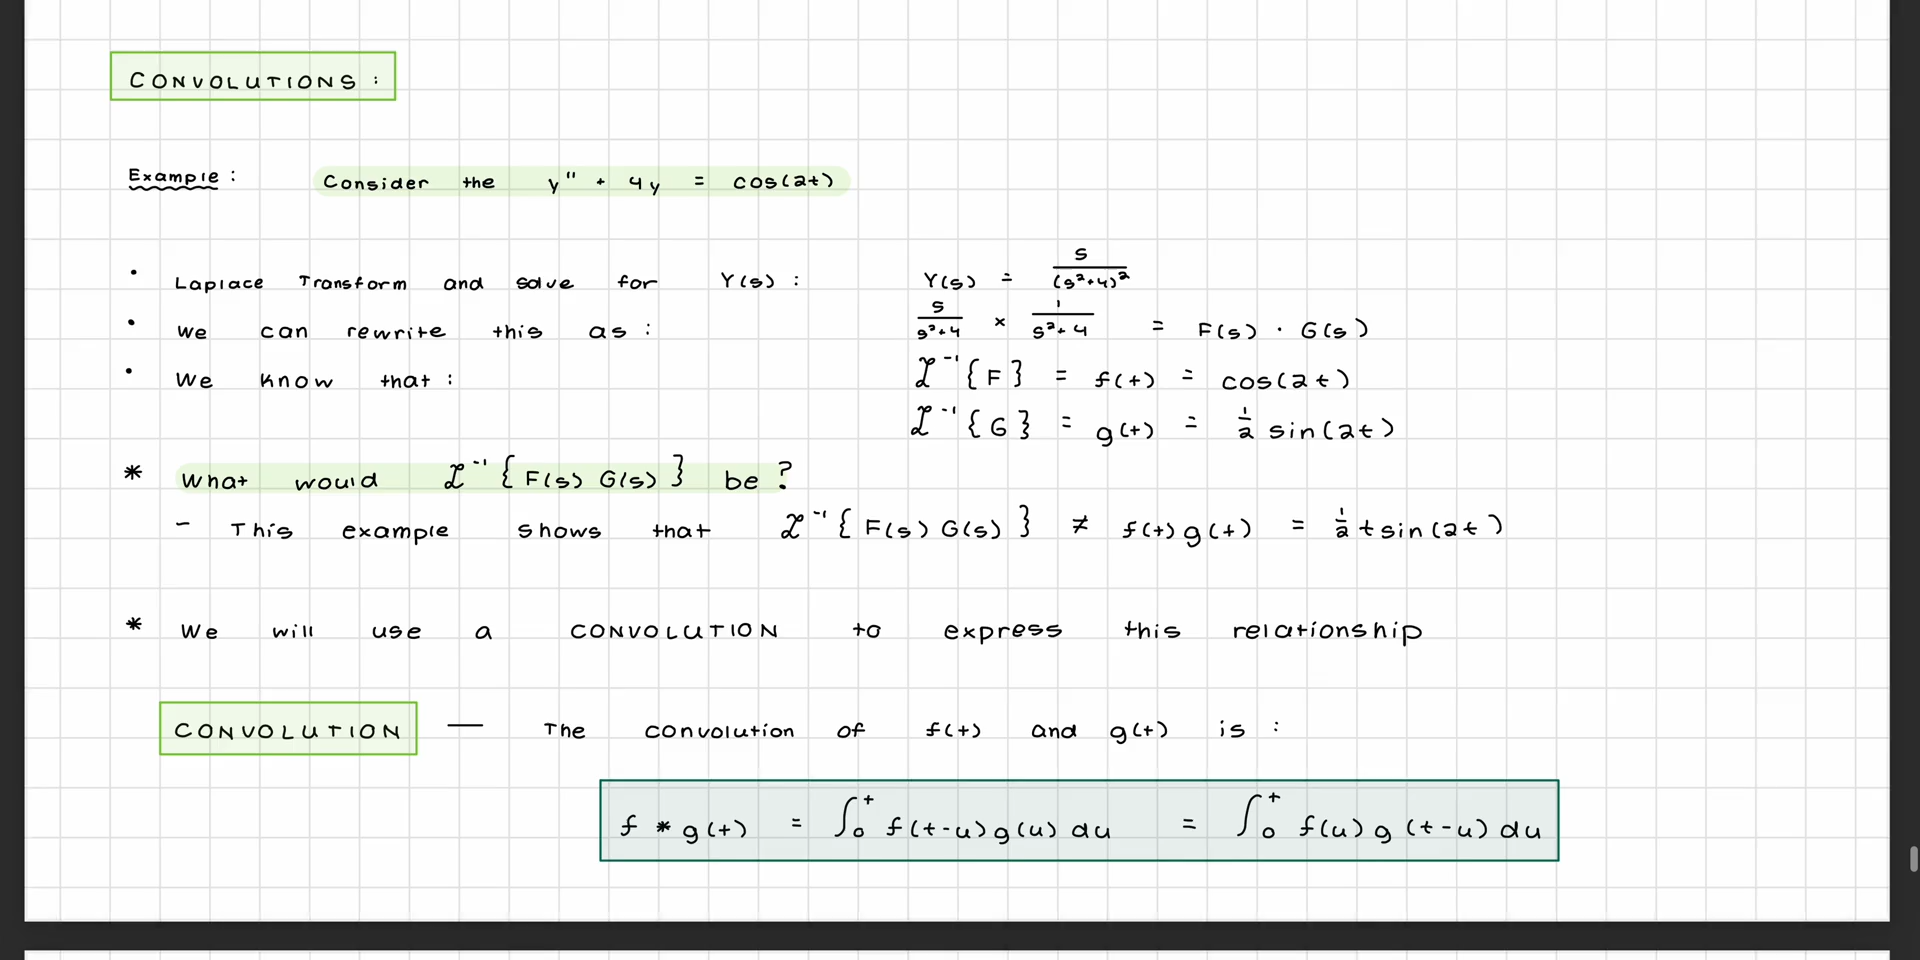 CONVOLUTIONS :
Example : Consider the y'' + 4y = cos(2t)
• Laplace Transform and solve for Y(s) : Y(s) = s/(s²+4)²
• We can rewrite this as : s/(s²+4) × 1/(s²+4) = F(s) · G(s)
• We know that : ℒ⁻¹{F} = f(t) = cos(2t)
ℒ⁻¹{G} = g(t) = 1/2 sin(2t)
* What would ℒ⁻¹{F(s) G(s)} be?
- This example shows that ℒ⁻¹{F(s) G(s)} ≠ f(t)g(t) = 1/2 t sin(2t)
* We will use a CONVOLUTION to express this relationship
CONVOLUTION — The convolution of f(t) and g(t) is :
f * g(t) = ∫₀ᵗ f(t-u)g(u) du = ∫₀ᵗ f(u)g(t-u) du